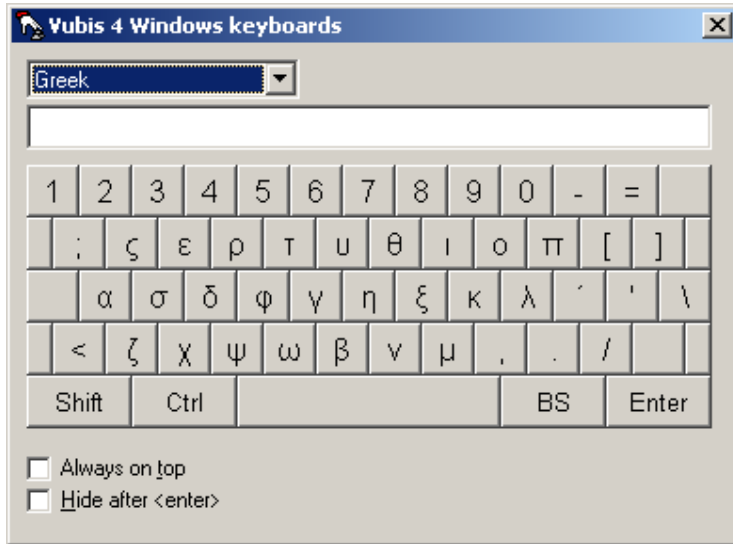 Vubis 4 Windows keyboards
Greek
1 2 3 4 5 6 7 8 9 0 - =
; ς ε ρ τ υ θ ι ο π [ ]
α σ δ φ γ η ξ κ λ ΄ ' \
< ζ χ ψ ω β ν μ , . /
Shift Ctrl BS Enter
Always on top
Hide after <enter>